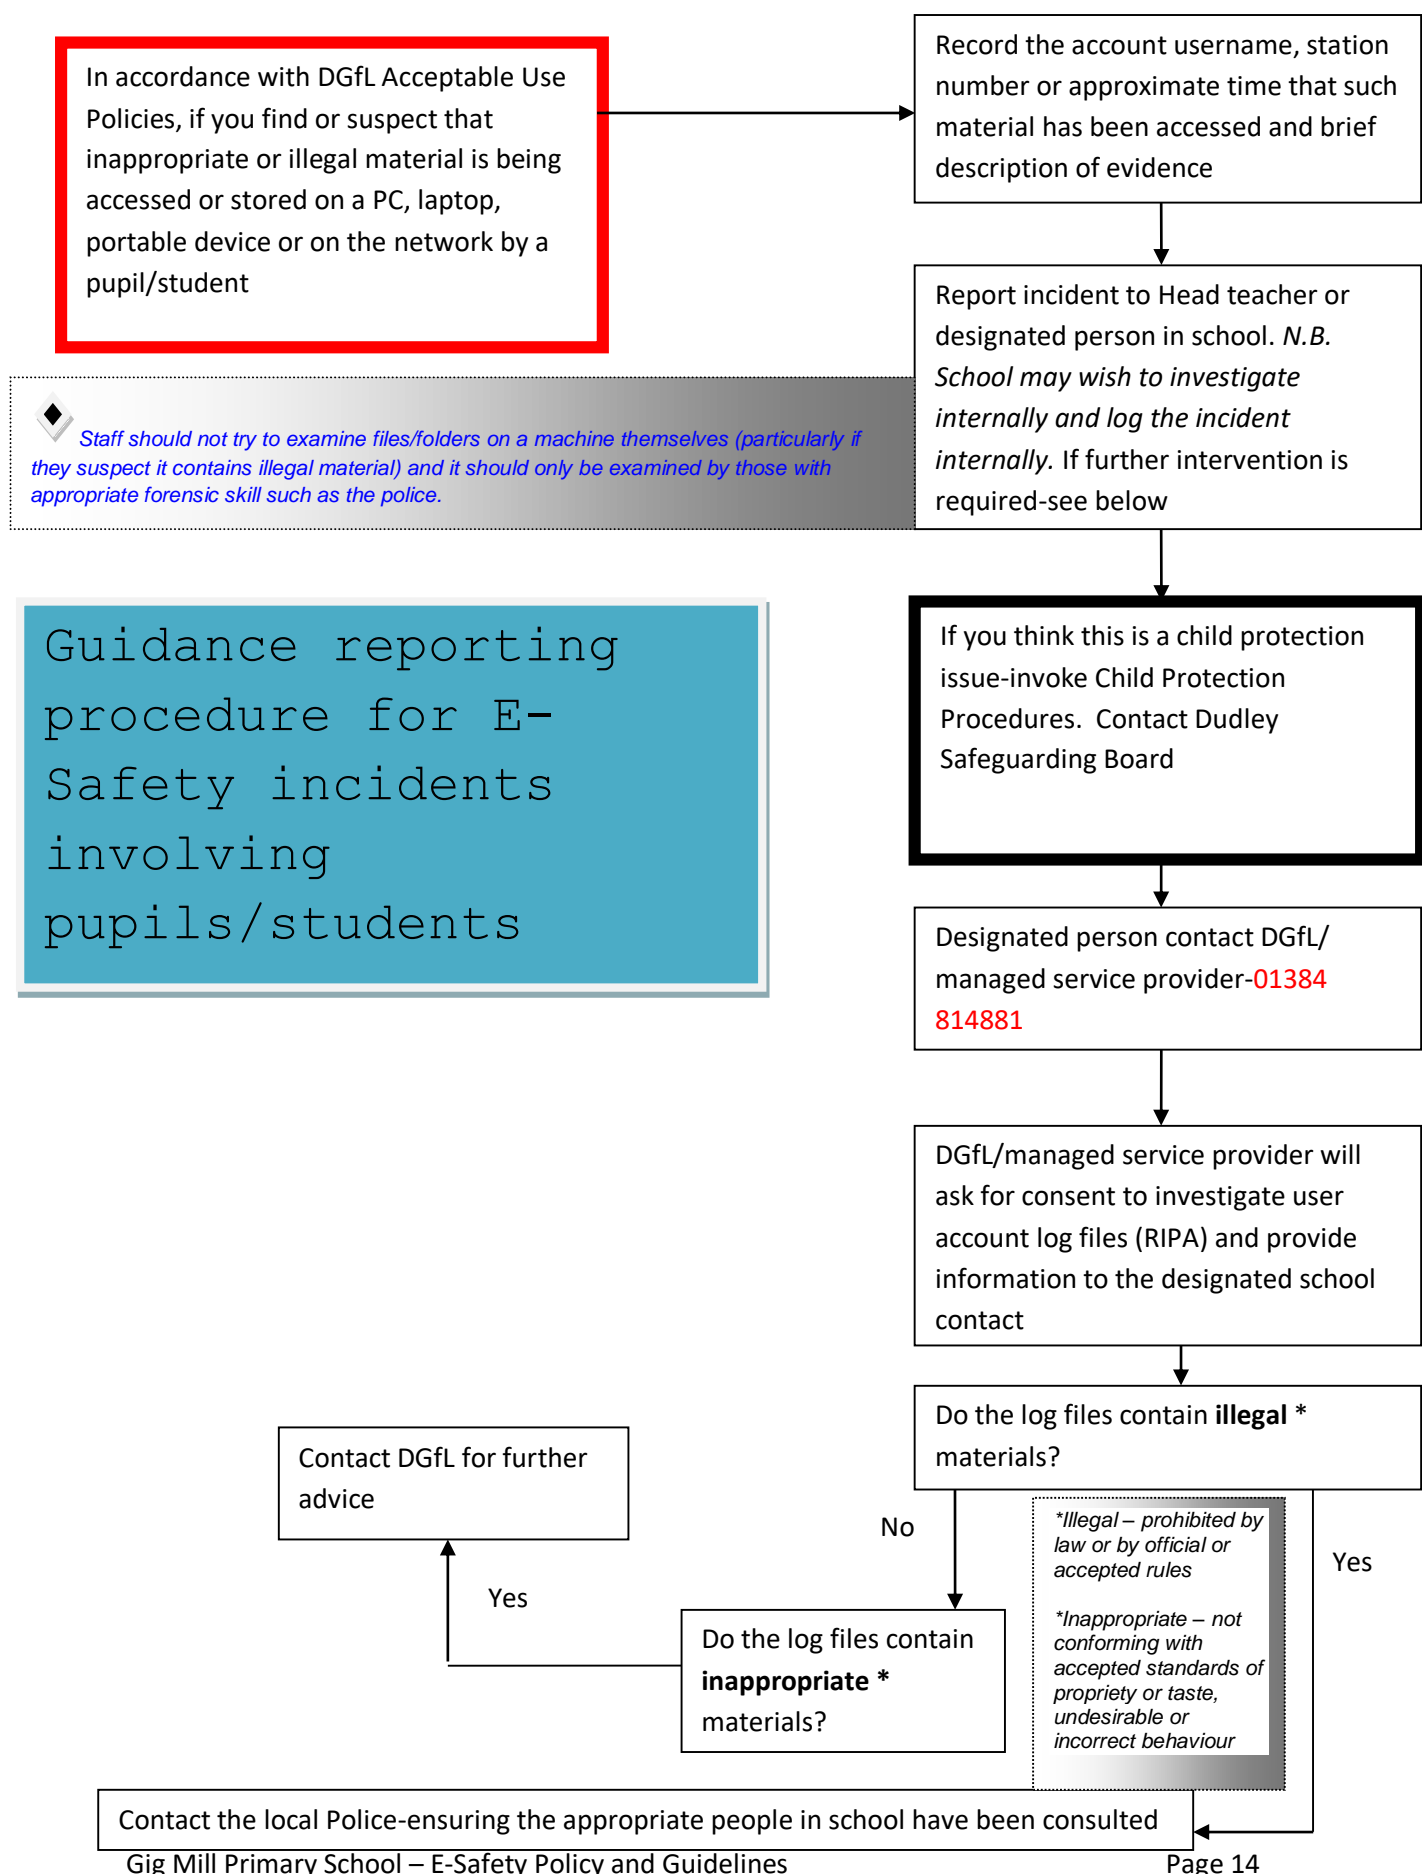 In accordance with DGfL Acceptable Use
Policies, if you find or suspect that
inappropriate or illegal material is being
accessed or stored on a PC, laptop,
portable device or on the network by a
pupil/student
Record the account username, station
number or approximate time that such
material has been accessed and brief
description of evidence
Report incident to Head teacher or
designated person in school. N.B.
School may wish to investigate
internally and log the incident
internally. If further intervention is
required-see below
Staff should not try to examine files/folders on a machine themselves (particularly if
they suspect it contains illegal material) and it should only be examined by those with
appropriate forensic skill such as the police.
Guidance reporting
procedure for E-
Safety incidents
involving
pupils/students
If you think this is a child protection
issue-invoke Child Protection
Procedures.  Contact Dudley
Safeguarding Board
Designated person contact DGfL/
managed service provider-01384
814881
DGfL/managed service provider will
ask for consent to investigate user
account log files (RIPA) and provide
information to the designated school
contact
Do the log files contain illegal *
materials?
Contact DGfL for further
advice
No
Yes
Yes
*Illegal – prohibited by
law or by official or
accepted rules
*Inappropriate – not
conforming with
accepted standards of
propriety or taste,
undesirable or
incorrect behaviour
Do the log files contain
inappropriate *
materials?
Contact the local Police-ensuring the appropriate people in school have been consulted
Gig Mill Primary School – E-Safety Policy and Guidelines Page 14